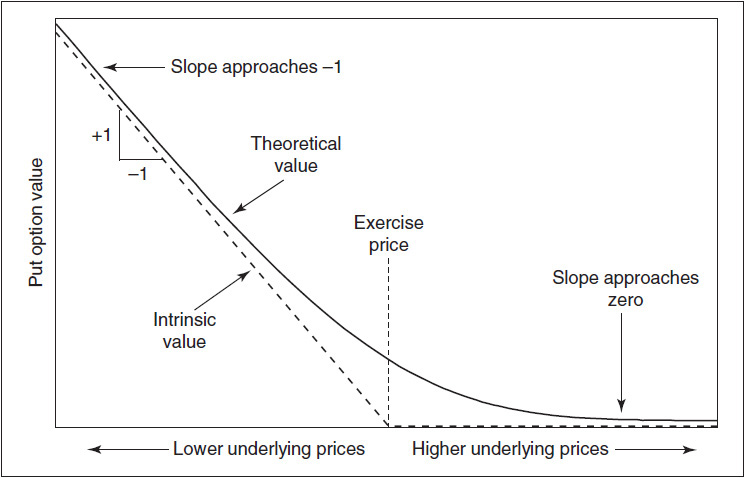 Slope approaches –1
+1
–1
Theoretical
value
Exercise
price
Slope approaches
zero
Intrinsic
value
Put option value
Lower underlying prices
Higher underlying prices